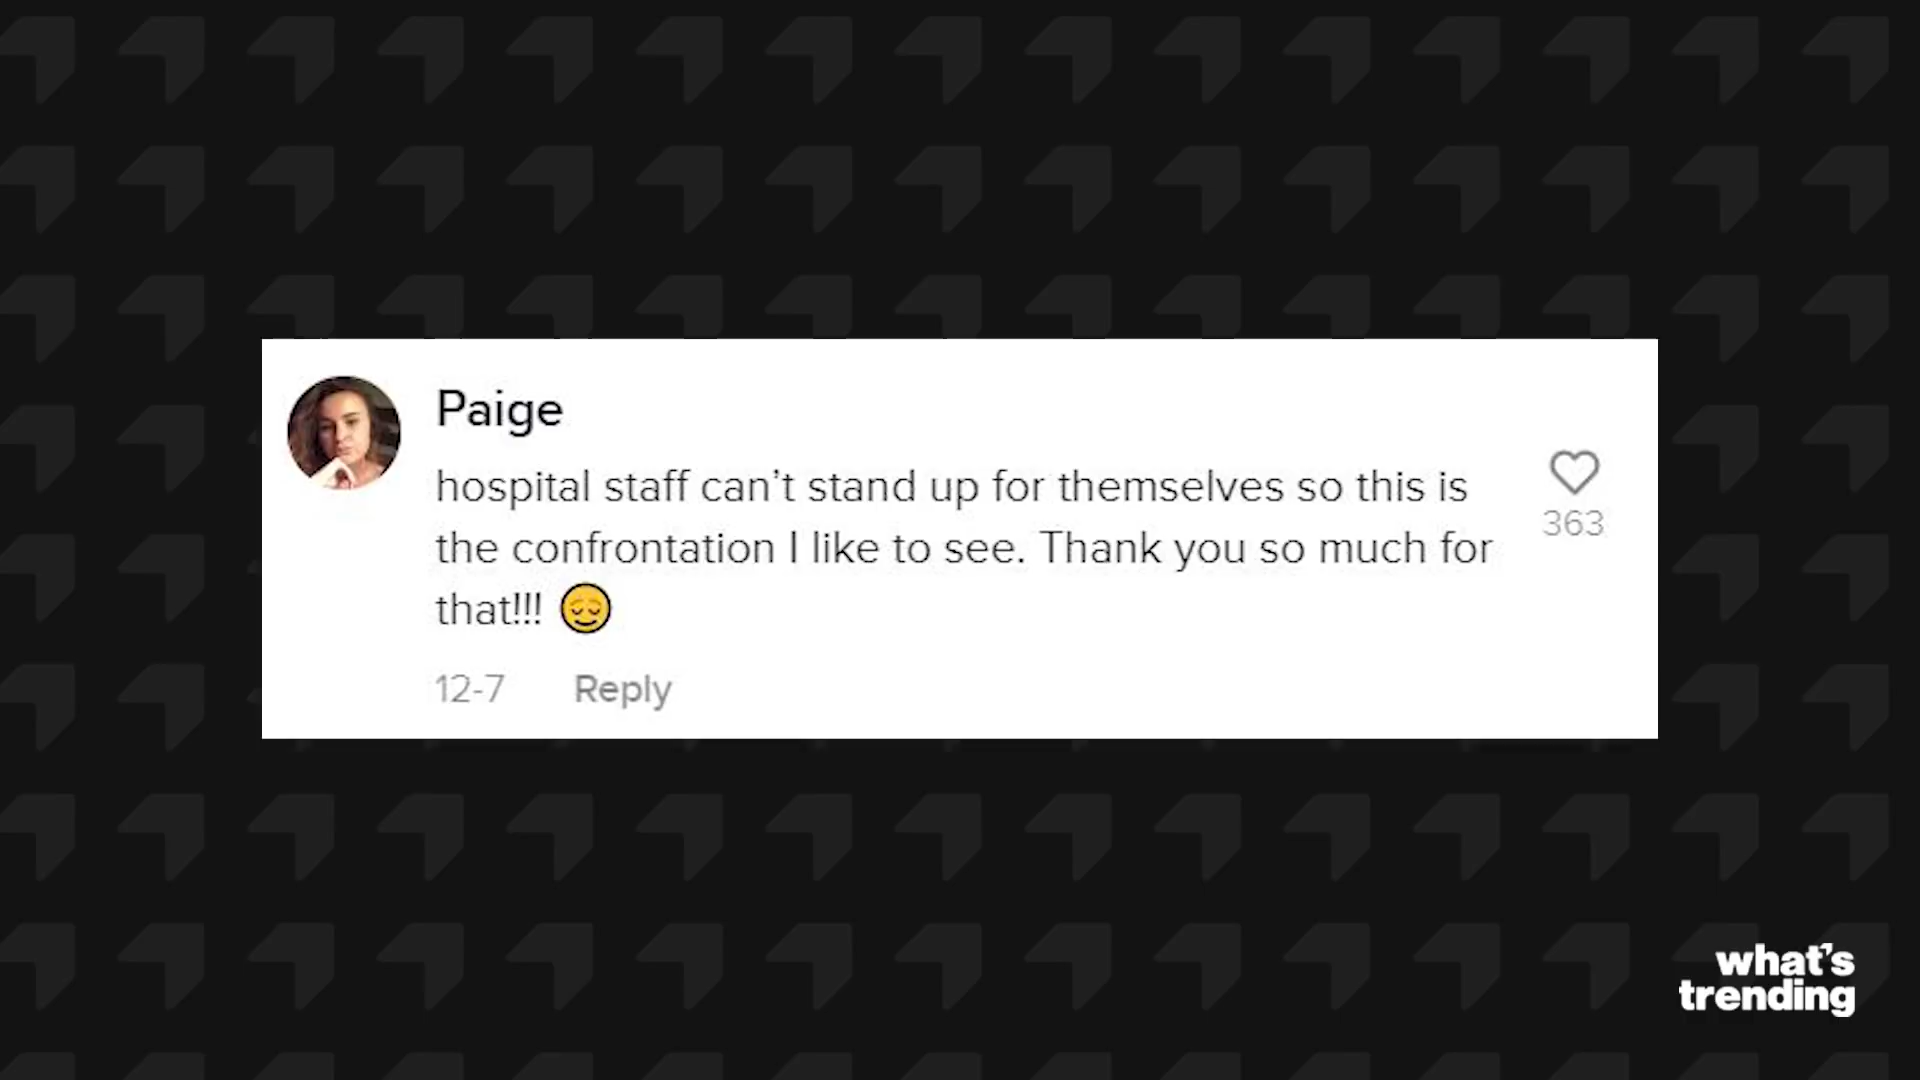 Paige
hospital staff can’t stand up for themselves so this is
the confrontation I like to see. Thank you so much for
that!!! 😌
363
12-7 Reply
what's
trending